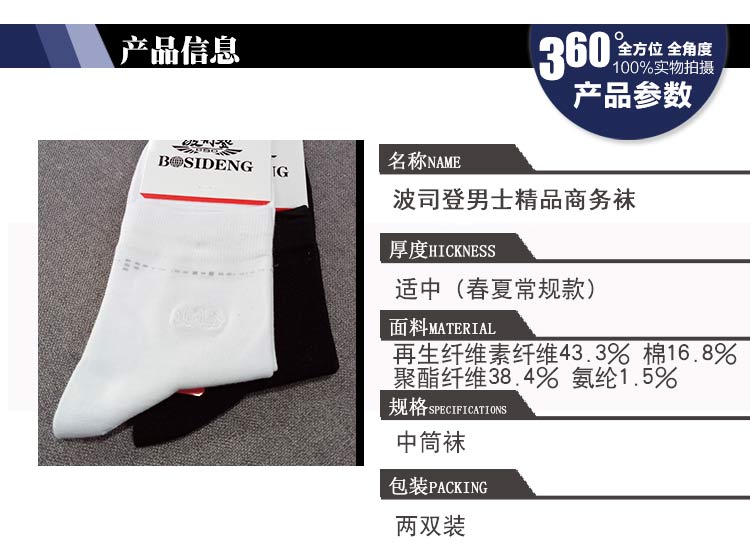 产品信息
360°全方位 全角度
100%实物拍摄
产品参数
波司登
BOSIDENG
名称NAME
波司登男士精品商务袜
厚度HICKNESS
适中（春夏常规款）
面料MATERIAL
再生纤维素纤维43.3% 棉16.8%
聚酯纤维38.4% 氨纶1.5%
规格SPECIFICATIONS
中筒袜
包装PACKING
两双装